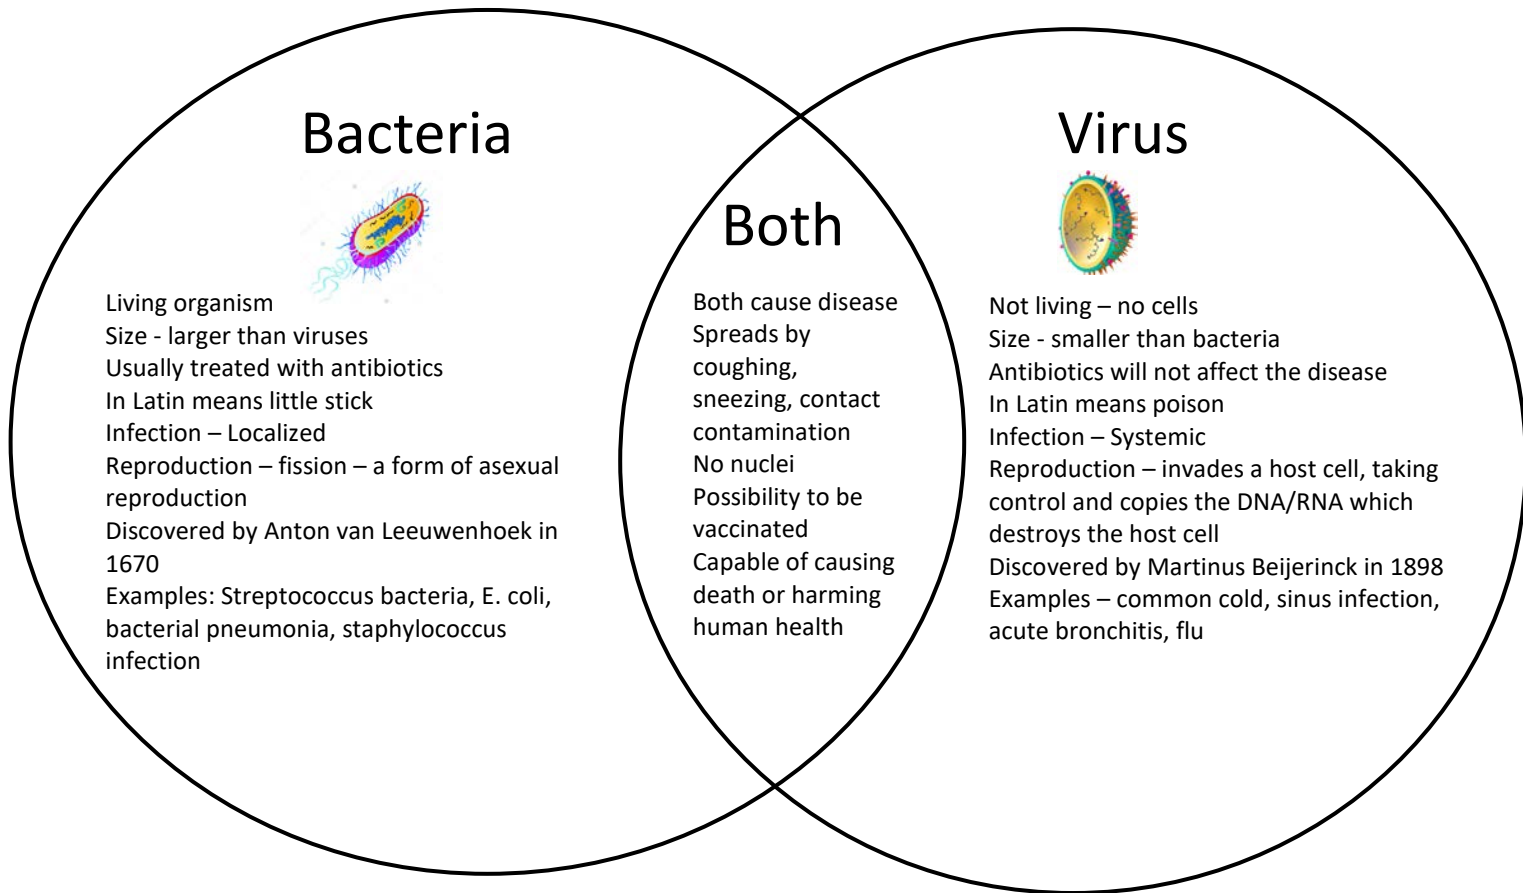 Bacteria
Living organism
Size - larger than viruses
Usually treated with antibiotics
In Latin means little stick
Infection – Localized
Reproduction – fission – a form of asexual
reproduction
Discovered by Anton van Leeuwenhoek in
1670
Examples: Streptococcus bacteria, E. coli,
bacterial pneumonia, staphylococcus
infection
Both
Both cause disease
Spreads by
coughing,
sneezing, contact
contamination
No nuclei
Possibility to be
vaccinated
Capable of causing
death or harming
human health
Virus
Not living – no cells
Size - smaller than bacteria
Antibiotics will not affect the disease
In Latin means poison
Infection – Systemic
Reproduction – invades a host cell, taking
control and copies the DNA/RNA which
destroys the host cell
Discovered by Martinus Beijerinck in 1898
Examples – common cold, sinus infection,
acute bronchitis, flu